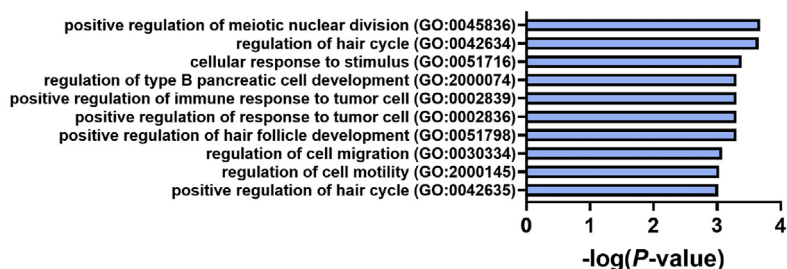 positive regulation of meiotic nuclear division (GO:0045836)
regulation of hair cycle (GO:0042634)
cellular response to stimulus (GO:0051716)
regulation of type B pancreatic cell development (GO:2000074)
positive regulation of immune response to tumor cell (GO:0002839)
positive regulation of response to tumor cell (GO:0002836)
positive regulation of hair follicle development (GO:0051798)
regulation of cell migration (GO:0030334)
regulation of cell motility (GO:2000145)
positive regulation of hair cycle (GO:0042635)
0 1 2 3 4
-log(P-value)